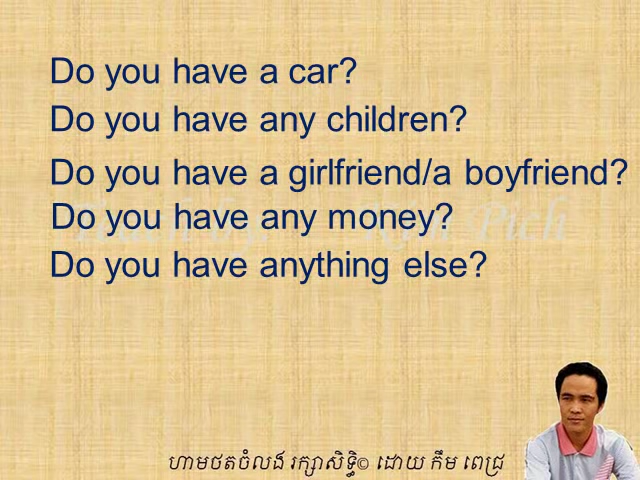 Do you have a car?
Do you have any children?
Do you have a girlfriend/a boyfriend?
Do you have any money?
Pich
Do you have anything else?
ហាមថតចំលង រក្សាសិទ្ធិ© ដោយ កឹម ពេជ្រ